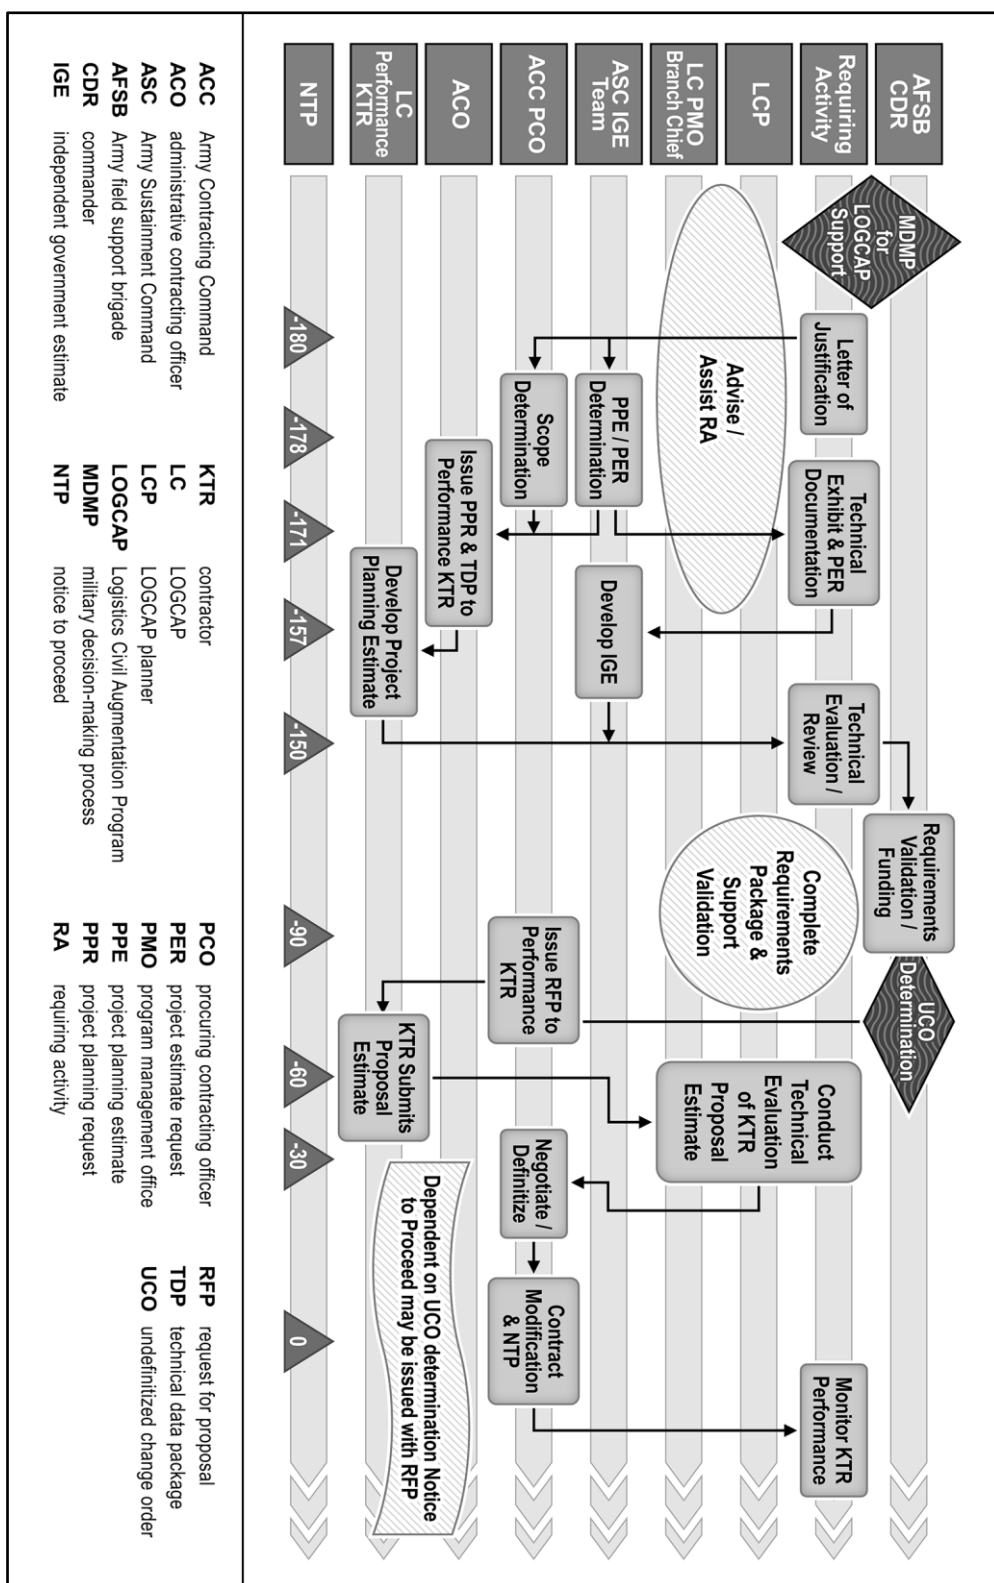 AFSB
CDR
Requiring
Activity
LCP
LC PMO
Branch Chief
ASC IGE
Team
ACC PCO
ACO
LC
Performance
KTR
NTP
MDMP
for
LOGCAP
Support
Letter of
Justification
Advise /
Assist RA
PPE / PER
Determination
Scope
Determination
Technical
Exhibit & PER
Documentation
Issue PPR & TDP to
Performance KTR
Develop Project
Planning Estimate
Develop IGE
Technical
Evaluation /
Review
Requirements
Validation /
Funding
Complete
Requirements
Package &
Support
Validation
UCO
Determination
Issue RFP to
Performance
KTR
KTR Submits
Proposal
Estimate
Conduct
Technical
Evaluation
of KTR
Proposal
Estimate
Negotiate /
Definitize
Contract
Modification
& NTP
Monitor KTR
Performance
Dependent on UCO determination Notice
to Proceed may be issued with RFP
-180
-178
-171
-157
-150
-90
-60
-30
0
ACC Army Contracting Command
ACO administrative contracting officer
ASC Army Sustainment Command
AFSB Army field support brigade
CDR commander
IGE independent government estimate
KTR contractor
LC LOGCAP
LCP LOGCAP planner
LOGCAP Logistics Civil Augmentation Program
MDMP military decision-making process
NTP notice to proceed
PCO procuring contracting officer
PER project estimate request
PMO program management office
PPE project planning estimate
PPR project planning request
RA requiring activity
RFP request for proposal
TDP technical data package
UCO undefinitized change order